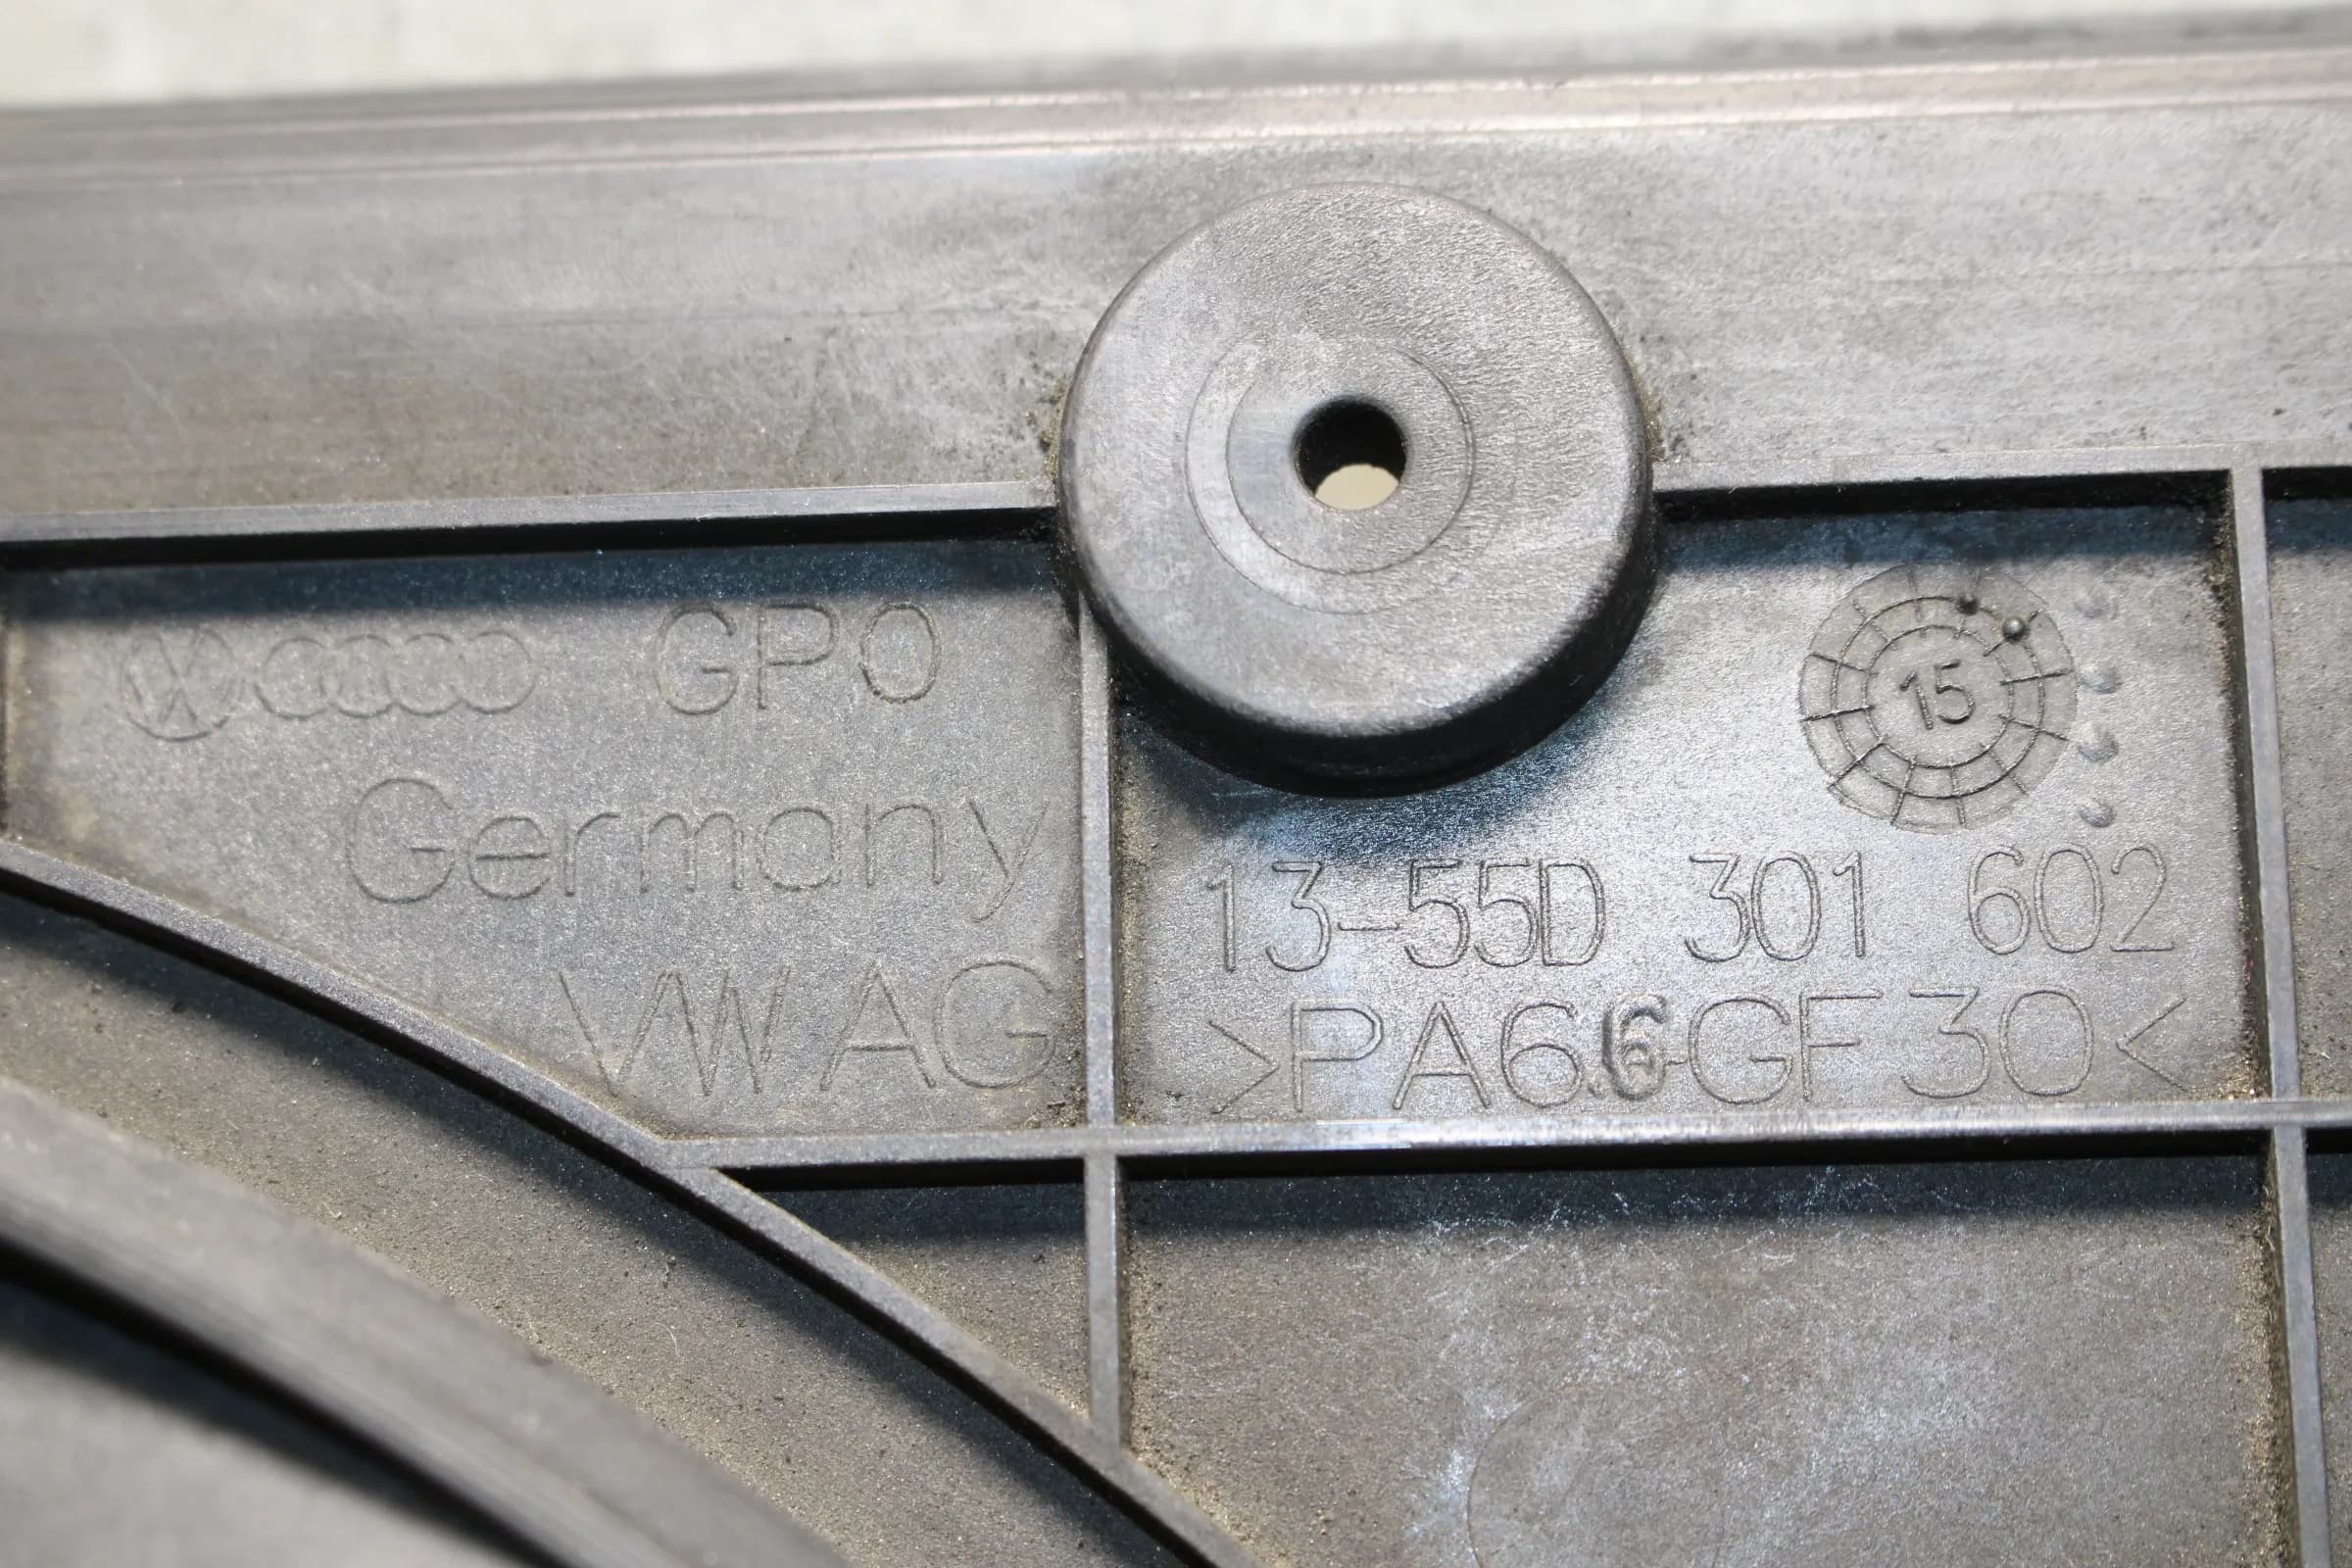 GPO
Germany
VW AG
15
13-55D 301 602
>PA6.6-GF30<